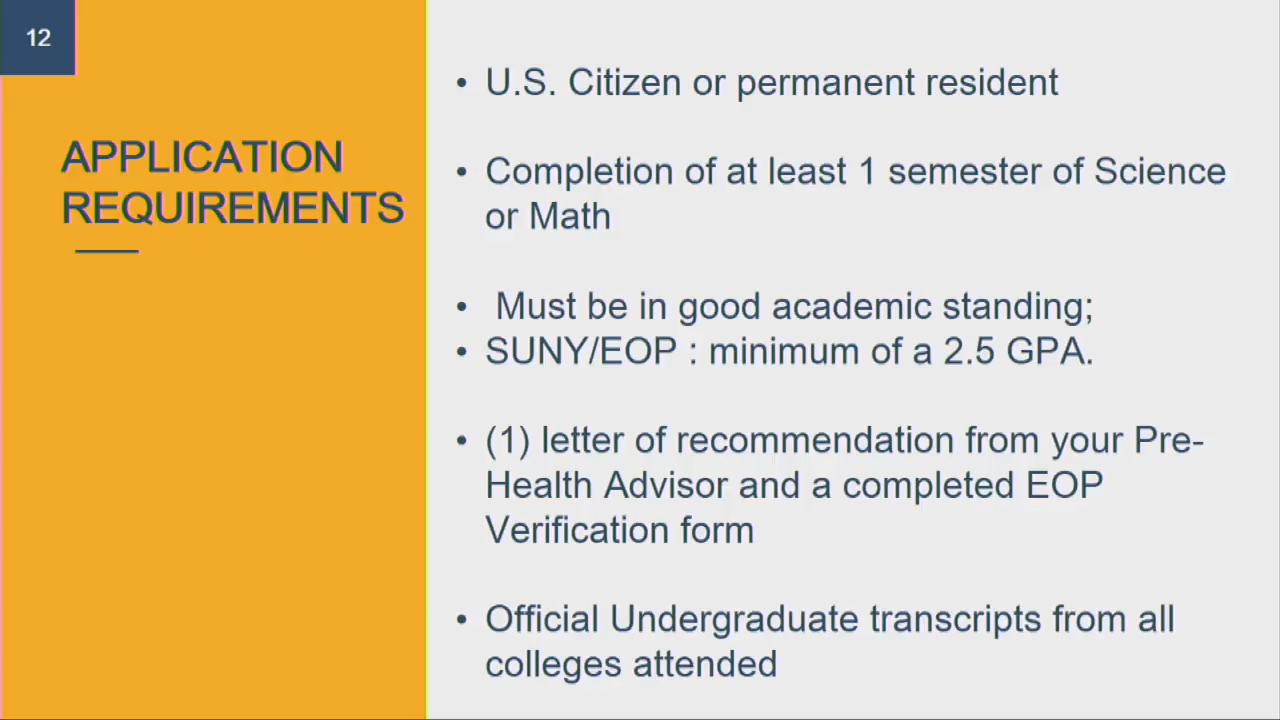 12
APPLICATION
REQUIREMENTS
• U.S. Citizen or permanent resident
• Completion of at least 1 semester of Science
or Math
• Must be in good academic standing;
• SUNY/EOP : minimum of a 2.5 GPA.
• (1) letter of recommendation from your Pre-
Health Advisor and a completed EOP
Verification form
• Official Undergraduate transcripts from all
colleges attended